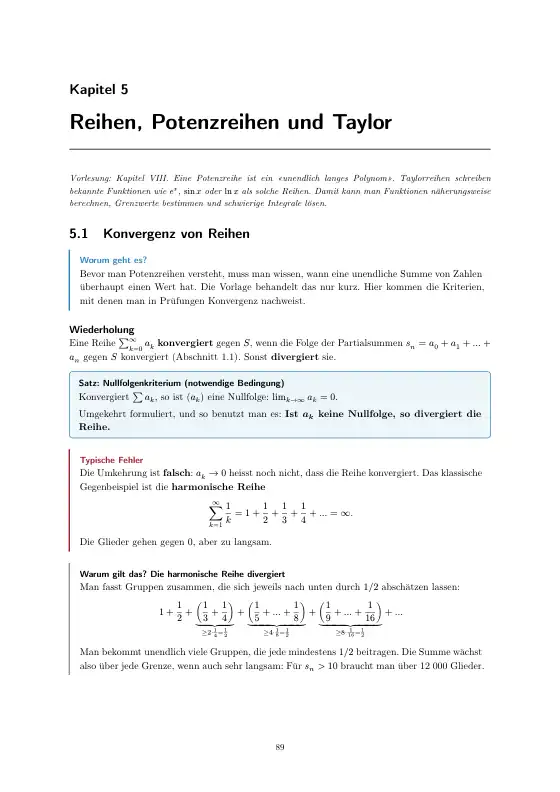 Kapitel 5
Reihen, Potenzreihen und Taylor
Vorlesung: Kapitel VIII. Eine Potenzreihe ist ein «unendlich langes Polynom». Taylorreihen schreiben
bekannte Funktionen wie eˣ, sin x oder ln x als solche Reihen. Damit kann man Funktionen näherungsweise
berechnen, Grenzwerte bestimmen und schwierige Integrale lösen.
5.1 Konvergenz von Reihen
Worum geht es?
Bevor man Potenzreihen versteht, muss man wissen, wann eine unendliche Summe von Zahlen
überhaupt einen Wert hat. Die Vorlage behandelt das nur kurz. Hier kommen die Kriterien,
mit denen man in Prüfungen Konvergenz nachweist.
Wiederholung
Eine Reihe ∑_{k=0}^{∞} a_k konvergiert gegen S, wenn die Folge der Partialsummen s_n = a_0 + a_1 + ... +
a_n gegen S konvergiert (Abschnitt 1.1). Sonst divergiert sie.
Satz: Nullfolgenkriterium (notwendige Bedingung)
Konvergiert ∑ a_k, so ist (a_k) eine Nullfolge: lim_{k→∞} a_k = 0.
Umgekehrt formuliert, und so benutzt man es: Ist a_k keine Nullfolge, so divergiert die
Reihe.
Typische Fehler
Die Umkehrung ist falsch: a_k → 0 heisst noch nicht, dass die Reihe konvergiert. Das klassische
Gegenbeispiel ist die harmonische Reihe
∑_{k=1}^{∞} 1/k = 1 + 1/2 + 1/3 + 1/4 + ... = ∞.
Die Glieder gehen gegen 0, aber zu langsam.
Warum gilt das? Die harmonische Reihe divergiert
Man fasst Gruppen zusammen, die sich jeweils nach unten durch 1/2 abschätzen lassen:
1 + 1/2 + (1/3 + 1/4) + (1/5 + ... + 1/8) + (1/9 + ... + 1/16) + ...
≥2·1/4=1/2 ≥4·1/8=1/2 ≥8·1/16=1/2
Man bekommt unendlich viele Gruppen, die jede mindestens 1/2 beitragen. Die Summe wächst
also über jede Grenze, wenn auch sehr langsam: Für s_n > 10 braucht man über 12 000 Glieder.
89